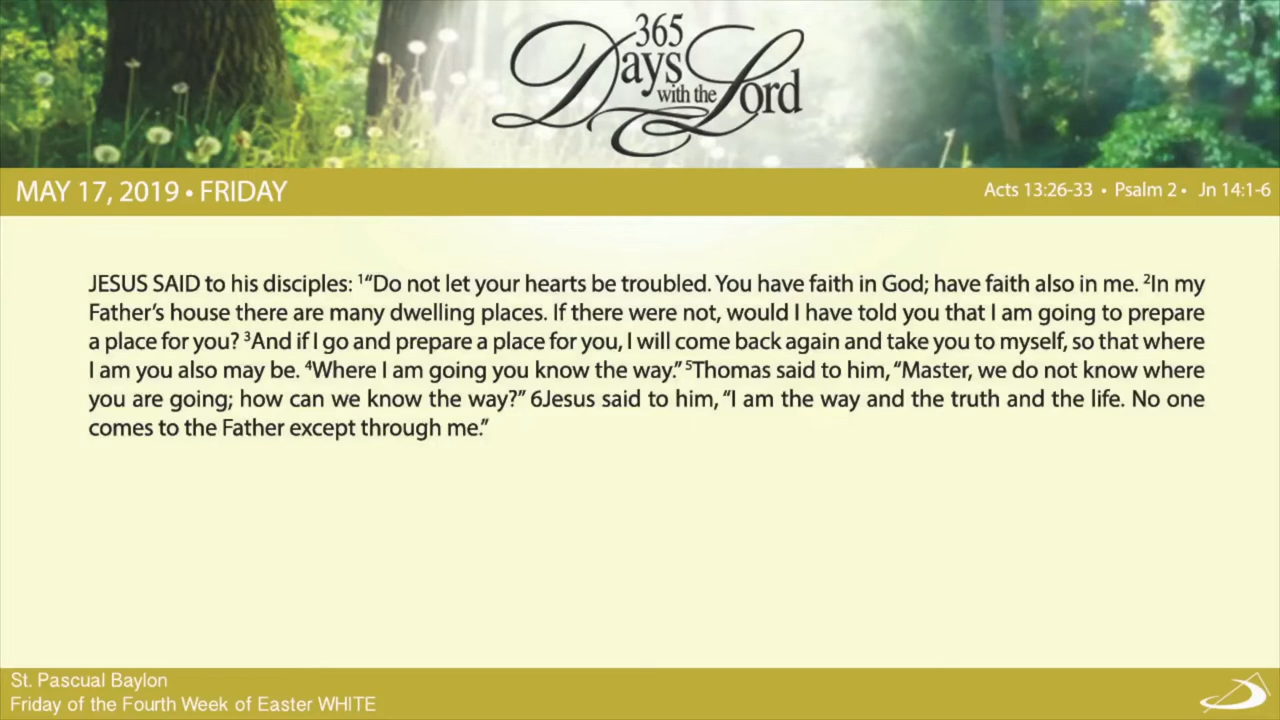 365
Days
with the
Lord
MAY 17, 2019 • FRIDAY
Acts 13:26-33 • Psalm 2 • Jn 14:1-6
JESUS SAID to his disciples: ¹“Do not let your hearts be troubled. You have faith in God; have faith also in me. ²In my
Father’s house there are many dwelling places. If there were not, would I have told you that I am going to prepare
a place for you? ³And if I go and prepare a place for you, I will come back again and take you to myself, so that where
I am you also may be. ⁴Where I am going you know the way.” ⁵Thomas said to him, “Master, we do not know where
you are going; how can we know the way?” 6Jesus said to him, “I am the way and the truth and the life. No one
comes to the Father except through me.”
St. Pascual Baylon
Friday of the Fourth Week of Easter WHITE